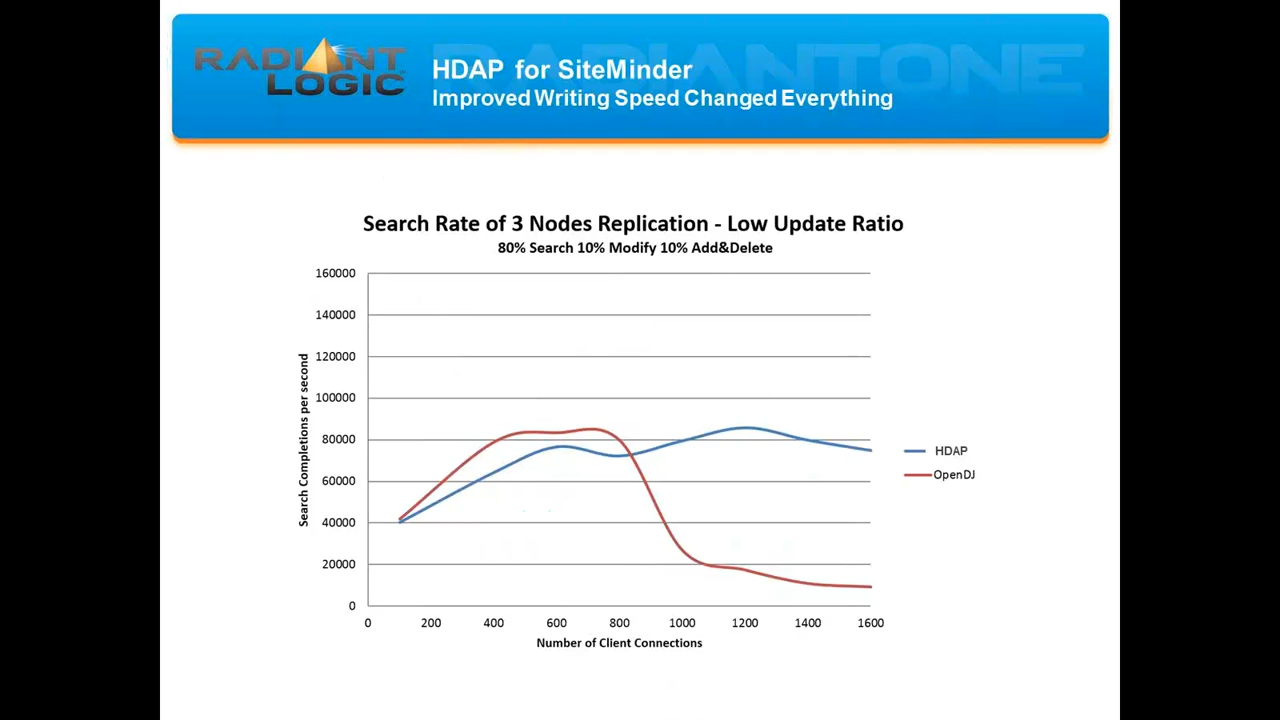 RADIANT
LOGIC
RADIANTONE
HDAP for SiteMinder
Improved Writing Speed Changed Everything
Search Rate of 3 Nodes Replication - Low Update Ratio
80% Search 10% Modify 10% Add&Delete
160000
140000
120000
100000
80000
60000
40000
20000
0
Search Completions per second
0 200 400 600 800 1000 1200 1400 1600
Number of Client Connections
HDAP
OpenDJ